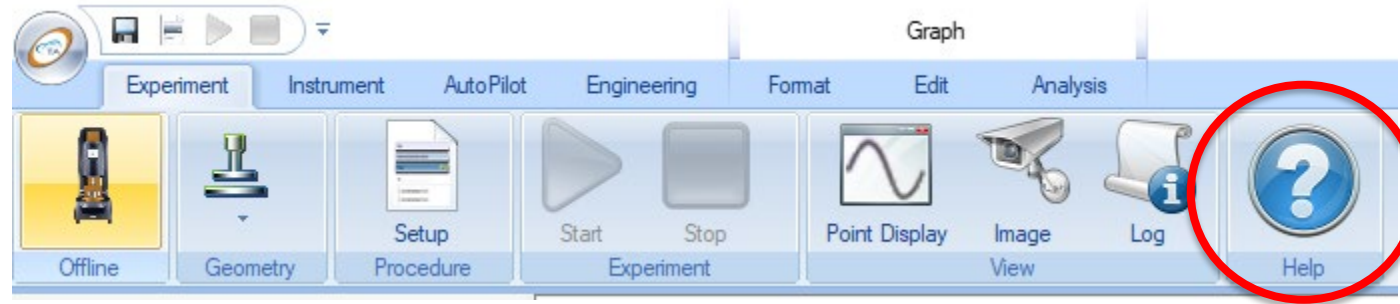 Graph
Experiment Instrument AutoPilot Engineering Format Edit Analysis
Setup Start Stop Point Display Image Log
Offline Geometry Procedure Experiment View Help